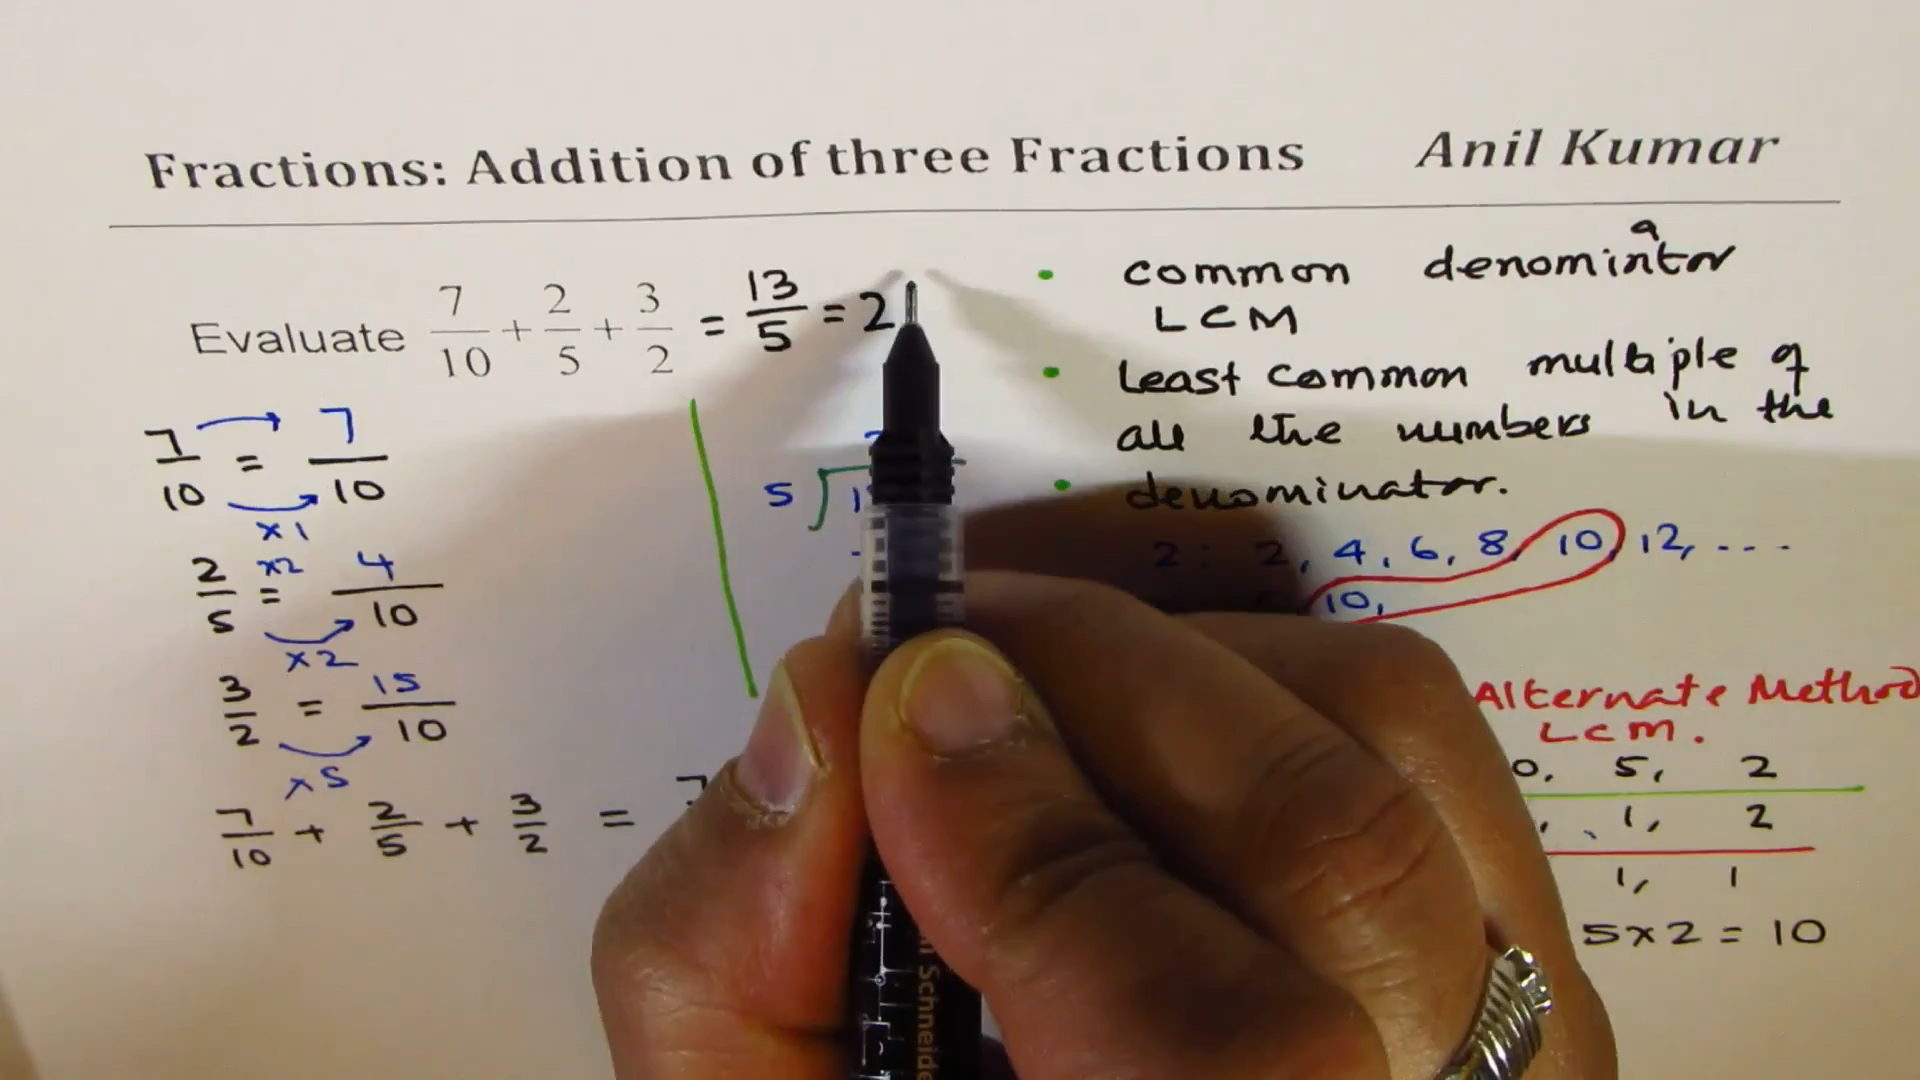 Fractions: Addition of three Fractions Anil Kumar
Evaluate 7/10 + 2/5 + 3/2 = 13/5 = 2
7/10 = 7/10
×1
2/5 ×2 = 4/10
×2
3/2 = 15/10
×5
7/10 + 2/5 + 3/2 =
5
• common denomintor
a
LCM
• Least common multiple of
all the numbers in the
• denominator.
2: 2, 4, 6, 8, 10, 12, ...
10,
Alternate Method
LCM.
0, 5, 2
, 1, 2
1, 1
5×2 = 10
Schneide